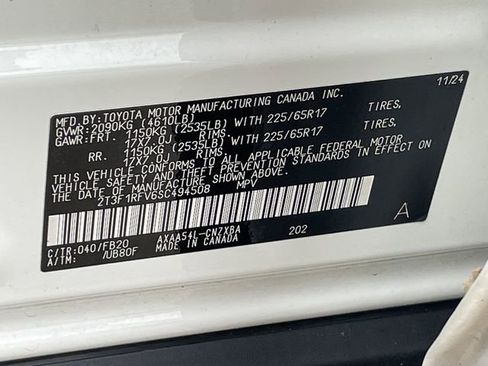 MFD.BY:TOYOTA MOTOR MANUFACTURING CANADA INC. 11/24
GVWR:2090KG (4610LB)
GAWR:FRT. 1150KG (2535LB) WITH 225/65R17 TIRES,
17X7.0J RIMS
RR. 1150KG (2535LB) WITH 225/65R17 TIRES,
17X7.0J RIMS
THIS VEHICLE CONFORMS TO ALL APPLICABLE FEDERAL MOTOR
VEHICLE SAFETY AND THEFT PREVENTION STANDARDS IN EFFECT ON
THE DATE OF MANUFACTURE SHOWN ABOVE.
2T3F1RFV6SC494508 MPV
A
C/TR:040/FB20 AXAA54L-CNZXBA 202
A/TM: /UB80F MADE IN CANADA